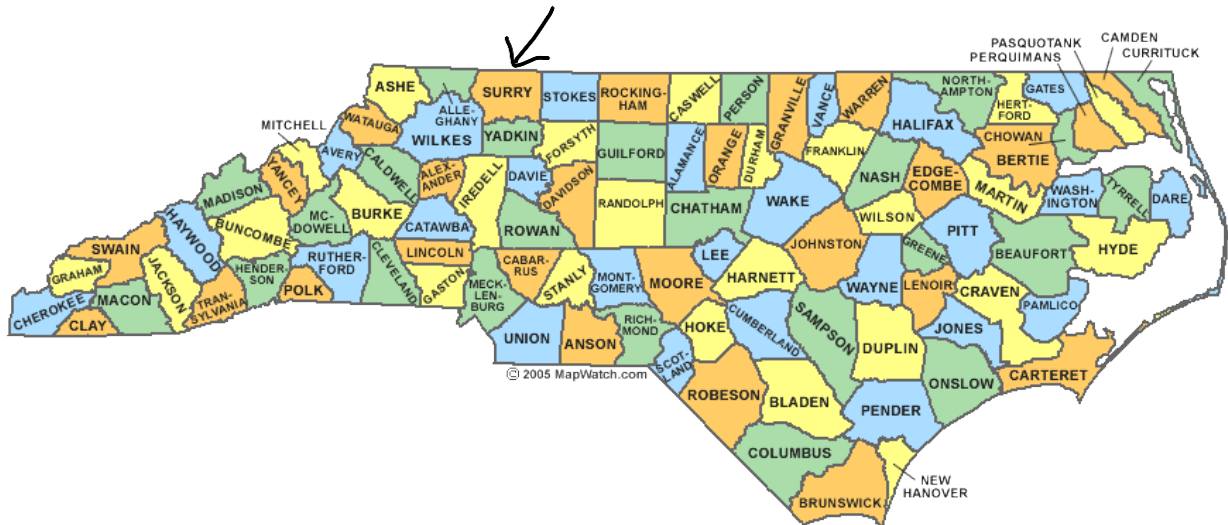 PASQUOTANK
PERQUIMANS
CAMDEN
CURRITUCK
ASHE
ALLE-
GHANY
SURRY
STOKES
ROCKING-
HAM
CASWELL
PERSON
GRANVILLE
VANCE
WARREN
NORTH-
AMPTON
HERT-
FORD
GATES
HALIFAX
MITCHELL
WATAUGA
WILKES
YADKIN
FORSYTH
GUILFORD
ALAMANCE
ORANGE
DURHAM
FRANKLIN
CHOWAN
BERTIE
AVERY
CALDWELL
ALEX-
ANDER
IREDELL
DAVIE
DAVIDSON
RANDOLPH
CHATHAM
WAKE
NASH
EDGE-
COMBE
MARTIN
WASH-
INGTON
TYRRELL
DARE
MADISON
YANCEY
MC-
DOWELL
BURKE
CATAWBA
ROWAN
WILSON
PITT
HAYWOOD
BUNCOMBE
SWAIN
GRAHAM
JACKSON
HENDER-
SON
RUTHER-
FORD
CLEVELAND
LINCOLN
GASTON
CABAR-
RUS
STANLY
MONT-
GOMERY
MOORE
LEE
HARNETT
JOHNSTON
WAYNE
GREENE
BEAUFORT
HYDE
CHEROKEE
MACON
CLAY
TRAN-
SYLVANIA
POLK
MECK-
LEN-
BURG
UNION
ANSON
RICH-
MOND
SCOT-
LAND
HOKE
CUMBERLAND
SAMPSON
DUPLIN
LENOIR
CRAVEN
JONES
PAMLICO
© 2005 MapWatch.com
ROBESON
BLADEN
PENDER
ONSLOW
CARTERET
COLUMBUS
BRUNSWICK
NEW
HANOVER